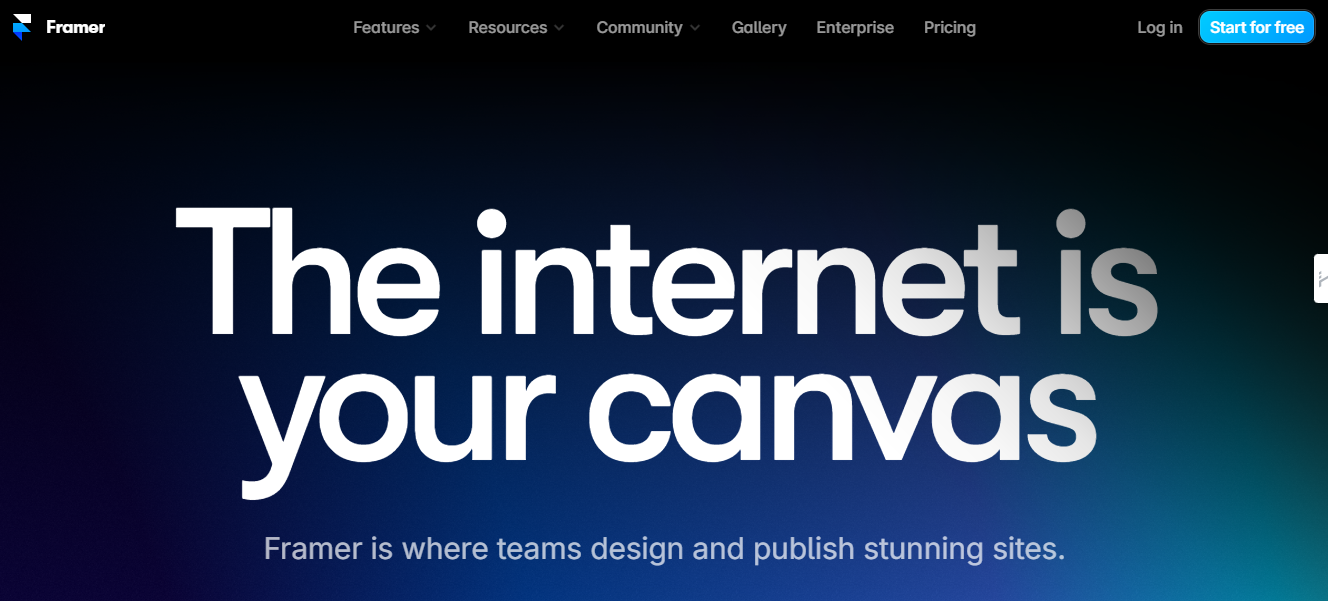 Framer Features Resources Community Gallery Enterprise Pricing Log in Start for free
The internet is
your canvas
Framer is where teams design and publish stunning sites.